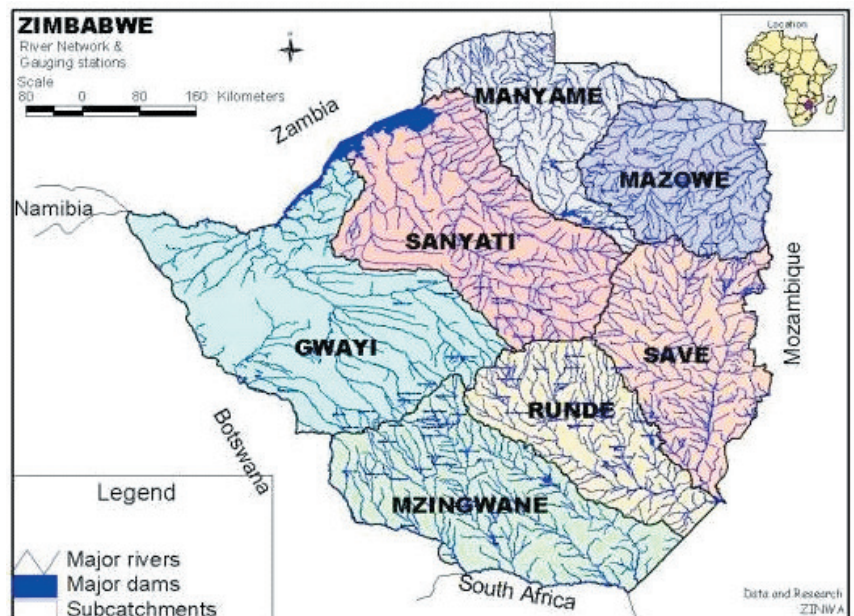 ZIMBABWE
River Network &
Gauging stations
Scale
80 0 80 160 Kilometers
Location
Zambia
Namibia
Botswana
South Africa
Mozambique
MANYAME
MAZOWE
SANYATI
GWAYI
SAVE
RUNDE
MZINGWANE
Legend
Major rivers
Major dams
Subcatchments
Data and Research
ZINWA